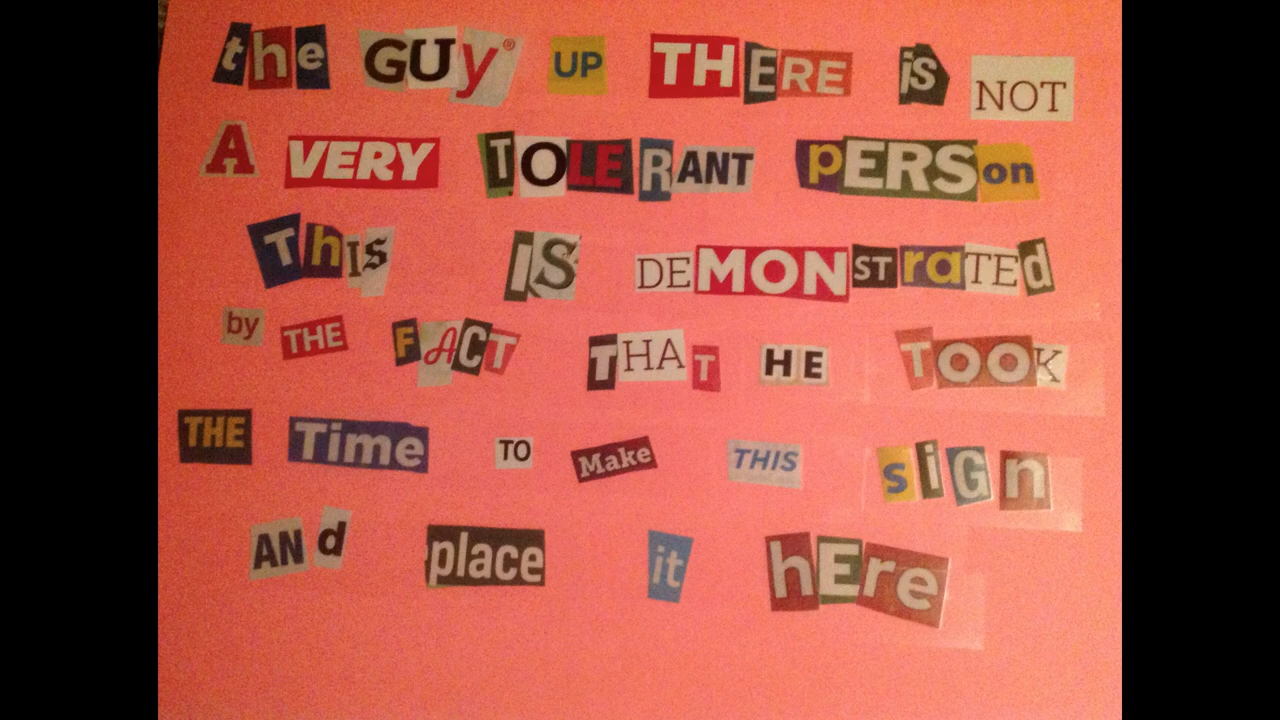 the GUy® UP THERE iS NOT
A VERY TOLERANT pERSon
ThIS IS DEMONSTraTEd
by THE FACT THAT HE TOOK
THE Time TO Make THIS siGn
ANd place it hEre